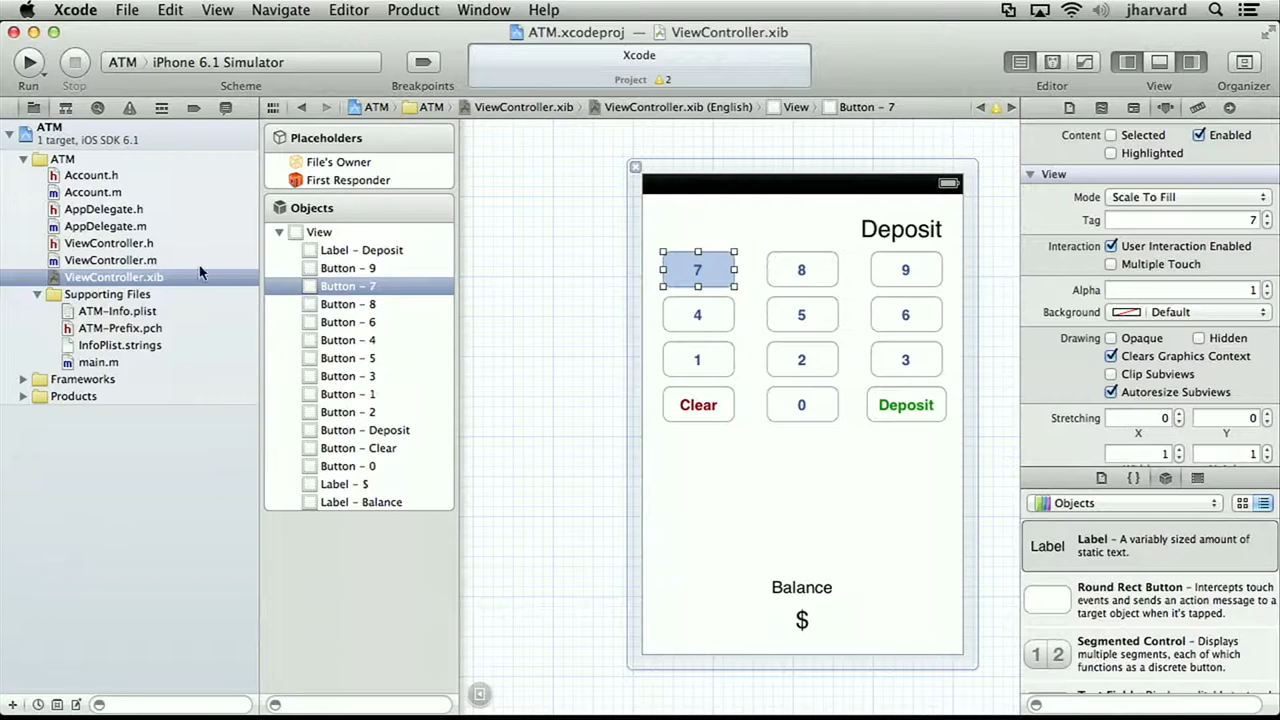 Xcode File Edit View Navigate Editor Product Window Help jharvard
ATM.xcodeproj — ViewController.xib
Run Stop ATM iPhone 6.1 Simulator Xcode
Scheme Breakpoints Project 2 Editor View Organizer
ATM ATM ViewController.xib ViewController.xib (English) View Button – 7
ATM
1 target, iOS SDK 6.1
ATM
Account.h
Account.m
AppDelegate.h
AppDelegate.m
ViewController.h
ViewController.m
ViewController.xib
Supporting Files
ATM-Info.plist
ATM-Prefix.pch
InfoPlist.strings
main.m
Frameworks
Products
Placeholders
File's Owner
First Responder
Objects
View
Label – Deposit
Button – 9
Button – 7
Button – 8
Button – 6
Button – 4
Button – 5
Button – 3
Button – 1
Button – 2
Button – Deposit
Button – Clear
Button – 0
Label – $
Label – Balance
Deposit
7 8 9
4 5 6
1 2 3
Clear 0 Deposit
Balance
$
Content Selected Enabled
Highlighted
View
Mode Scale To Fill
Tag 7
Interaction User Interaction Enabled
Multiple Touch
Alpha 1
Background Default
Drawing Opaque Hidden
Clears Graphics Context
Clip Subviews
Autoresize Subviews
Stretching 0 0
X Y
1 1
{} 
Objects
Label Label – A variably sized amount of
static text.
Round Rect Button – Intercepts touch
events and sends an action message to a
target object when it's tapped.
1 2 Segmented Control – Displays
multiple segments, each of which
functions as a discrete button.